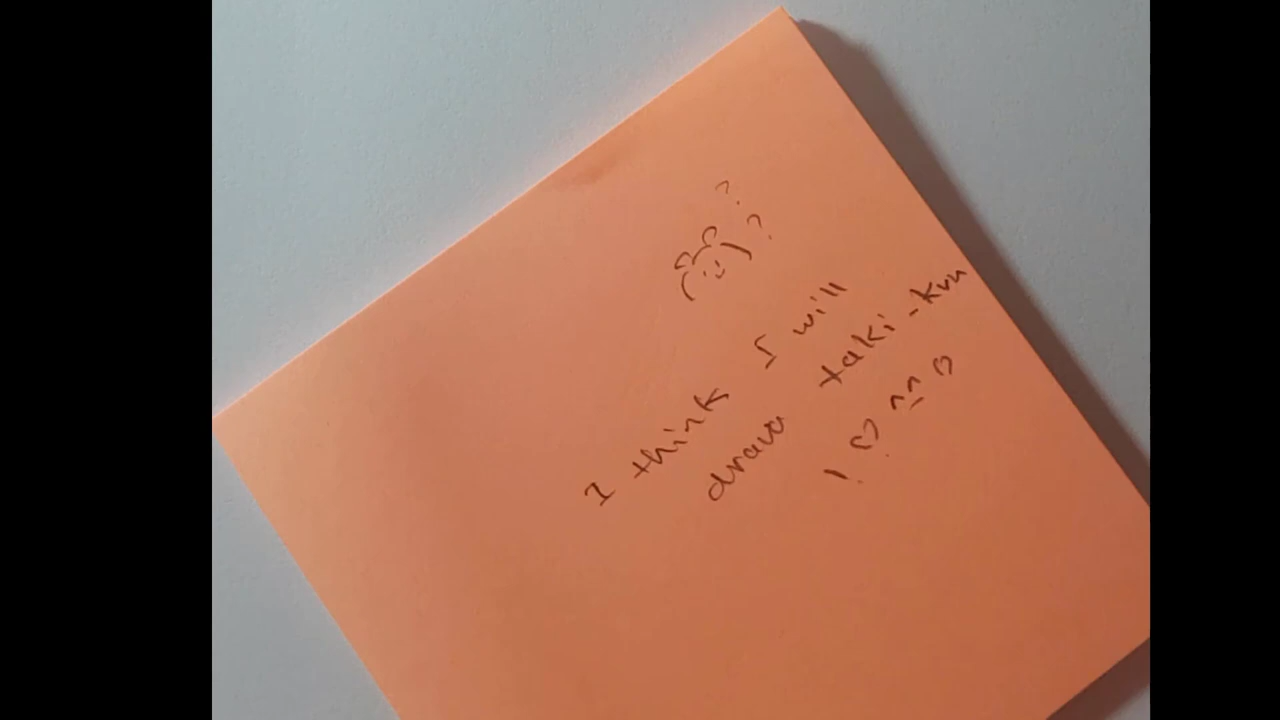 ? ?
I think I will
draw taki-kun
! ♡ ^_^ ♡